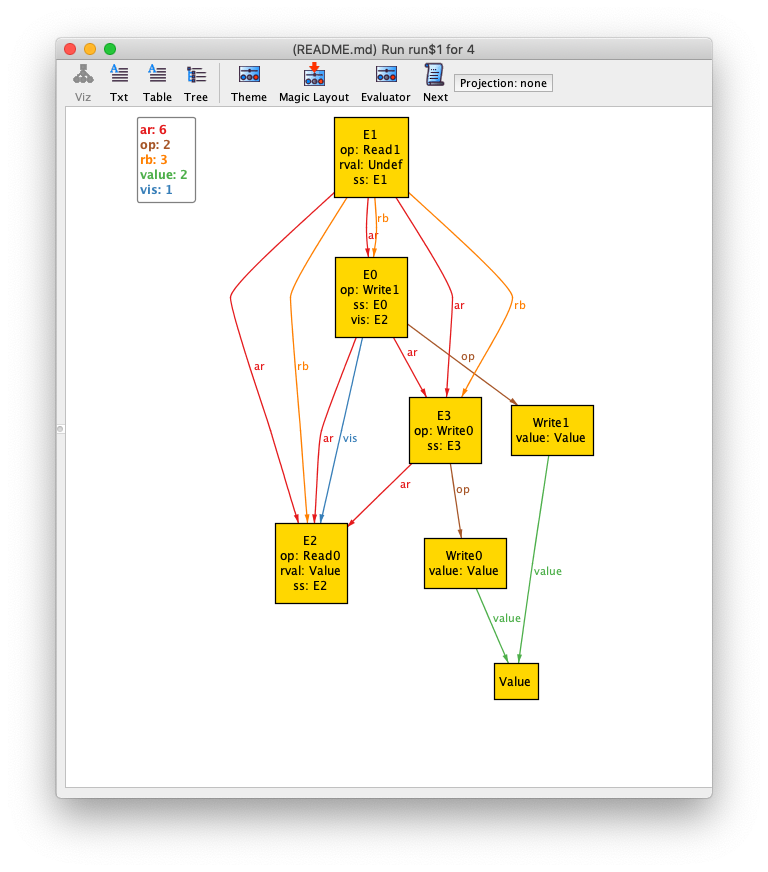 (README.md) Run run$1 for 4
Viz Txt Table Tree Theme Magic Layout Evaluator Next Projection: none
ar: 6
op: 2
rb: 3
value: 2
vis: 1
E1
op: Read1
rval: Undef
ss: E1
rb
ar
E0
op: Write1
ss: E0
vis: E2
ar
rb
ar
op
ar
rb
E3
op: Write0
ss: E3
Write1
value: Value
ar
vis
ar
op
E2
op: Read0
rval: Value
ss: E2
Write0
value: Value
value
value
Value